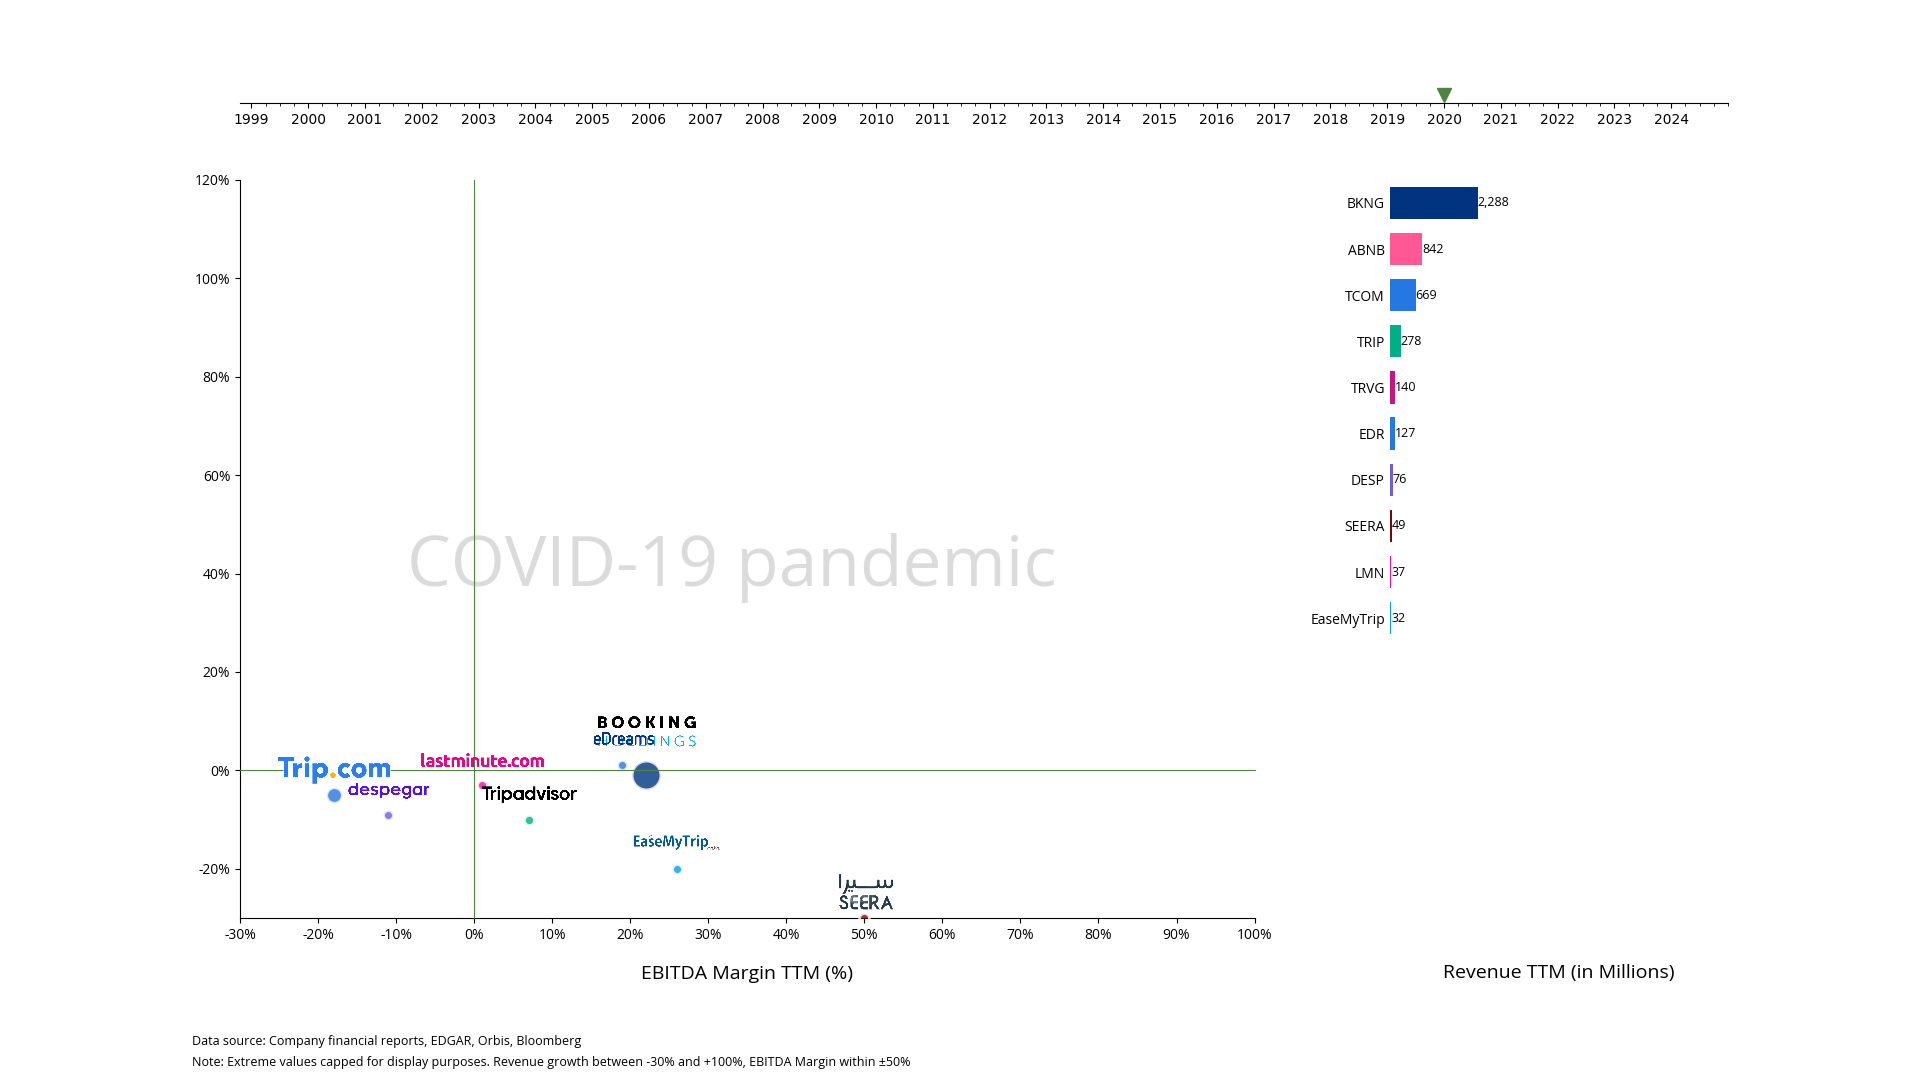 1999 2000 2001 2002 2003 2004 2005 2006 2007 2008 2009 2010 2011 2012 2013 2014 2015 2016 2017 2018 2019 2020 2021 2022 2023 2024
120%
100%
80%
60%
40%
20%
0%
-20%
COVID-19 pandemic
BOOKING
HOLDINGS
eDreams
lastminute.com
Trip.com
despegar
Tripadvisor
EaseMyTrip
سيرا
SEERA
-30% -20% -10% 0% 10% 20% 30% 40% 50% 60% 70% 80% 90% 100%
EBITDA Margin TTM (%)
BKNG 2,288
ABNB 842
TCOM 669
TRIP 278
TRVG 140
EDR 127
DESP 76
SEERA 49
LMN 37
EaseMyTrip 32
Revenue TTM (in Millions)
Data source: Company financial reports, EDGAR, Orbis, Bloomberg
Note: Extreme values capped for display purposes. Revenue growth between -30% and +100%, EBITDA Margin within ±50%